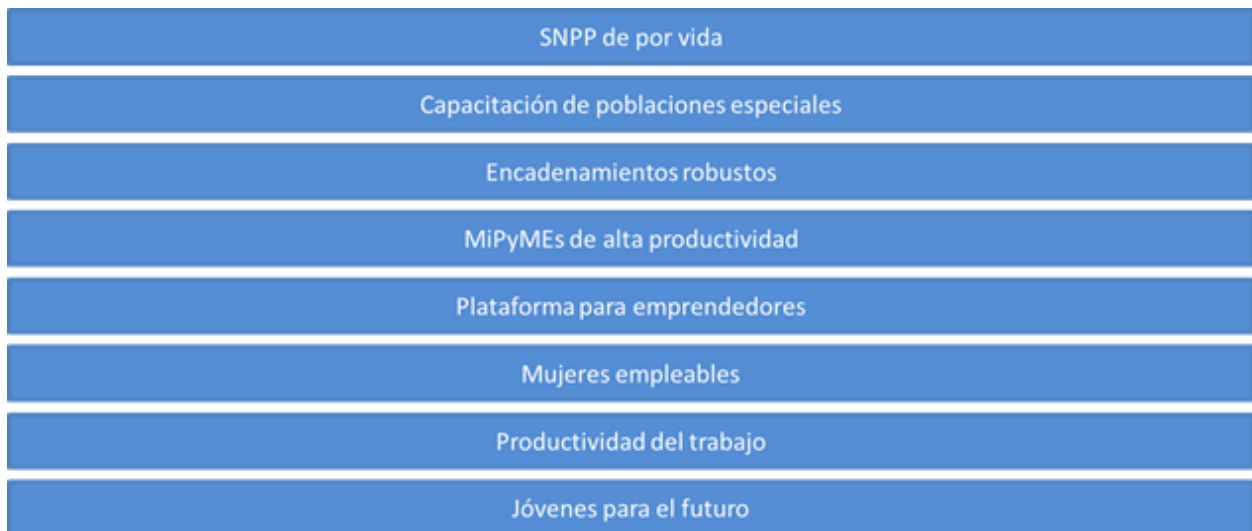 SNPP de por vida
Capacitación de poblaciones especiales
Encadenamientos robustos
MiPyMEs de alta productividad
Plataforma para emprendedores
Mujeres empleables
Productividad del trabajo
Jóvenes para el futuro